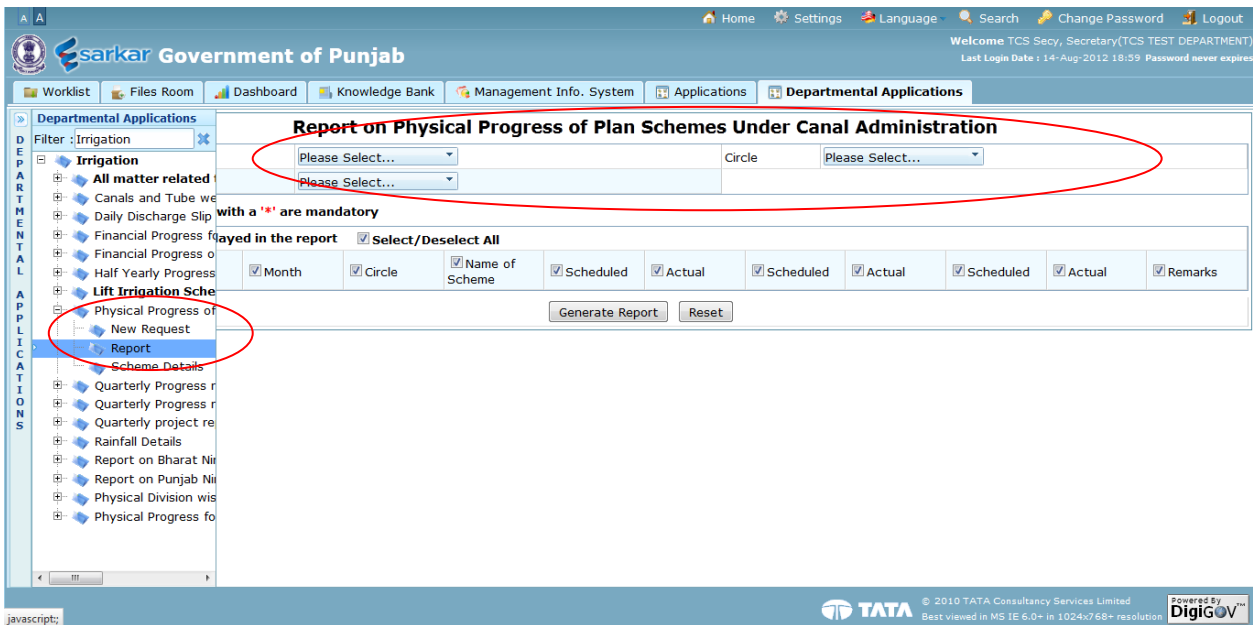 A A Home Settings Language Search Change Password Logout
esarkar Government of Punjab
Welcome TCS Secy, Secretary(TCS TEST DEPARTMENT)
Last Login Date : 14-Aug-2012 18:59 Password never expires
Worklist Files Room Dashboard Knowledge Bank Management Info. System Applications Departmental Applications
DEPARTMENTAL APPLICATIONS
Departmental Applications
Filter : Irrigation
Irrigation
All matter related t
Canals and Tube we
Daily Discharge Slip
Financial Progress fo
Financial Progress o
Half Yearly Progress
Lift Irrigation Sche
Physical Progress of
New Request
Report
Scheme Details
Quarterly Progress r
Quarterly Progress r
Quarterly project re
Rainfall Details
Report on Bharat Nir
Report on Punjab Ni
Physical Division wis
Physical Progress fo
Report on Physical Progress of Plan Schemes Under Canal Administration
Please Select... Circle Please Select...
Please Select...
with a '*' are mandatory
ayed in the report Select/Deselect All
Month Circle Name of Scheme Scheduled Actual Scheduled Actual Scheduled Actual Remarks
Generate Report Reset
javascript:;
TATA
© 2010 TATA Consultancy Services Limited
Best viewed in MS IE 6.0+ in 1024x768+ resolution
Powered By
DigiGOV™